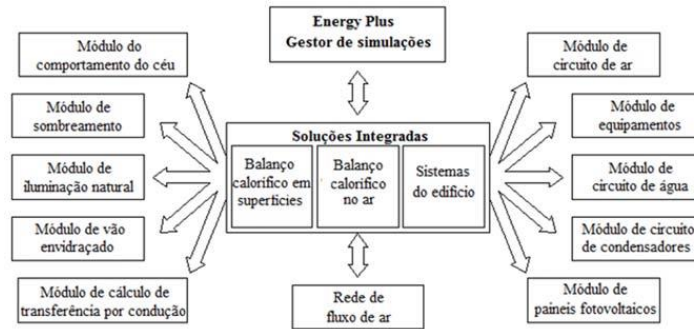 Energy Plus
Gestor de simulações
Módulo do
comportamento do céu
Módulo de
sombreamento
Módulo de
iluminação natural
Módulo de vão
envidraçado
Módulo de cálculo de
transferência por condução
Soluções Integradas
Balanço
calorifico em
superfícies
Balanço
calorifico
no ar
Sistemas
do edifício
Rede de
fluxo de ar
Módulo de
circuito de ar
Módulo de
equipamentos
Módulo de
circuito de água
Módulo de circuito
de condensadores
Módulo de
paineis fotovoltaicos